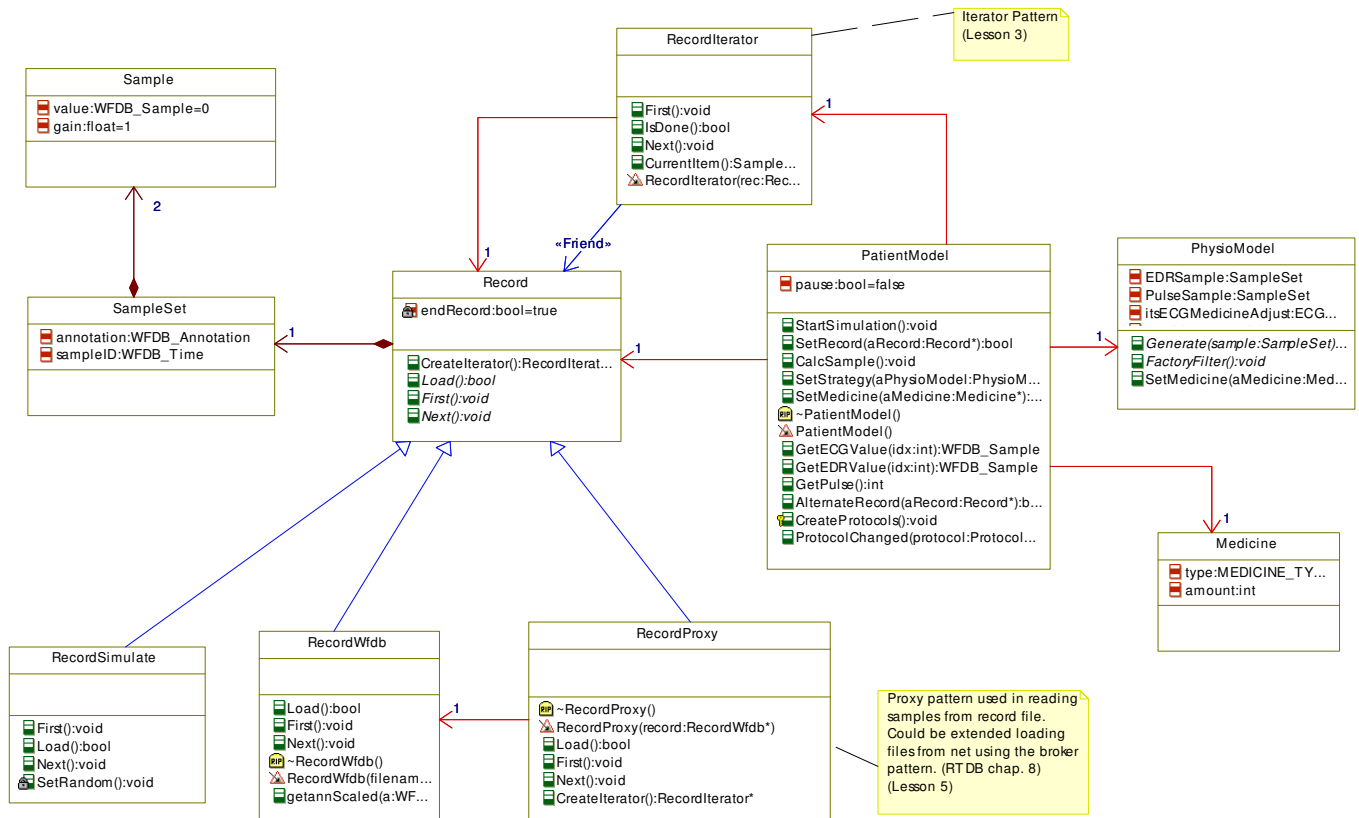 Iterator Pattern
(Lesson 3)
RecordIterator
First():void
IsDone():bool
Next():void
CurrentItem():Sample...
RecordIterator(rec:Rec...
Sample
value:WFDB_Sample=0
gain:float=1
2
1
1
«Friend»
SampleSet
annotation:WFDB_Annotation
sampleID:WFDB_Time
1
Record
endRecord:bool=true
CreateIterator():RecordIterat...
Load():bool
First():void
Next():void
1
PatientModel
pause:bool=false
StartSimulation():void
SetRecord(aRecord:Record*):bool
CalcSample():void
SetStrategy(aPhysioModel:PhysioM...
SetMedicine(aMedicine:Medicine*):...
RIP ~PatientModel()
PatientModel()
GetECGValue(idx:int):WFDB_Sample
GetEDRValue(idx:int):WFDB_Sample
GetPulse():int
AlternateRecord(aRecord:Record*):b...
CreateProtocols():void
ProtocolChanged(protocol:Protocol...
1
PhysioModel
EDRSample:SampleSet
PulseSample:SampleSet
itsECGMedicineAdjust:ECG...
Generate(sample:SampleSet)...
FactoryFilter():void
SetMedicine(aMedicine:Med...
1
Medicine
type:MEDICINE_TY...
amount:int
RecordSimulate
First():void
Load():bool
Next():void
SetRandom():void
RecordWfdb
Load():bool
First():void
Next():void
RIP ~RecordWfdb()
RecordWfdb(filenam...
getannScaled(a:WF...
1
RecordProxy
RIP ~RecordProxy()
RecordProxy(record:RecordWfdb*)
Load():bool
First():void
Next():void
CreateIterator():RecordIterator*
Proxy pattern used in reading
samples from record file.
Could be extended loading
files from net using the broker
pattern. (RTDB chap. 8)
(Lesson 5)